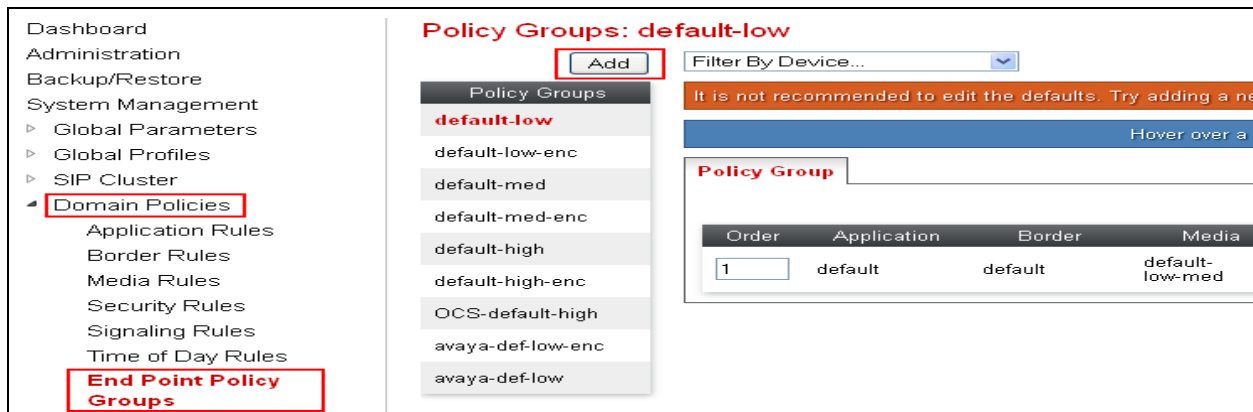 Dashboard
Administration
Backup/Restore
System Management
Global Parameters
Global Profiles
SIP Cluster
Domain Policies
Application Rules
Border Rules
Media Rules
Security Rules
Signaling Rules
Time of Day Rules
End Point Policy
Groups
Policy Groups: default-low
Add
Filter By Device...
Policy Groups
default-low
default-low-enc
default-med
default-med-enc
default-high
default-high-enc
OCS-default-high
avaya-def-low-enc
avaya-def-low
It is not recommended to edit the defaults. Try adding a ne
Hover over a
Policy Group
Order Application Border Media
1 default default default-
low-med